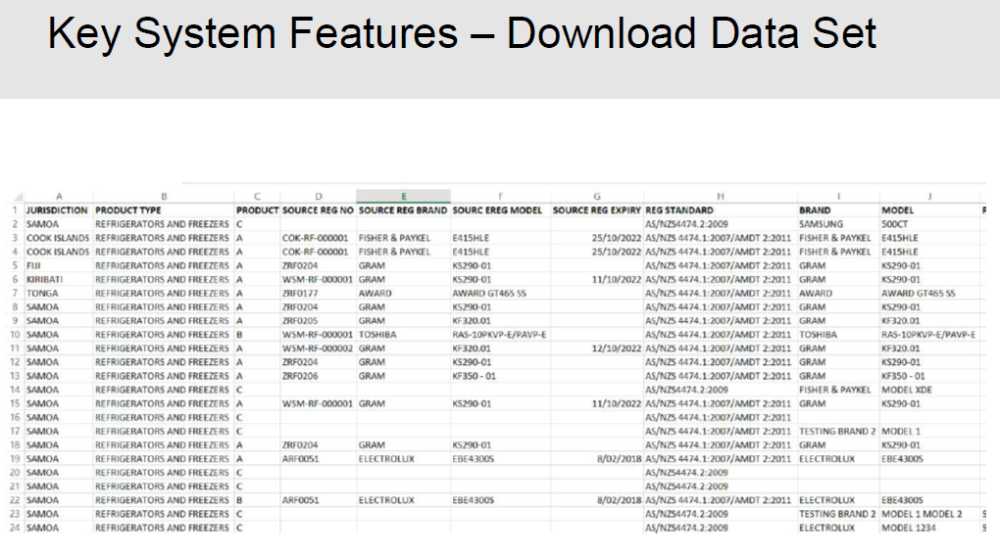 Key System Features – Download Data Set
A B C D E F G H I J
1 JURISDICTION PRODUCT TYPE PRODUCT SOURCE REG NO SOURCE REG BRAND SOURC EREG MODEL SOURCE REG EXPIRY REG STANDARD BRAND MODEL
2 SAMOA REFRIGERATORS AND FREEZERS C AS/NZS4474.2:2009 SAMSUNG 500CT
3 COOK ISLANDS REFRIGERATORS AND FREEZERS A COK-RF-000001 FISHER & PAYKEL E415HLE 25/10/2022 AS/NZS 4474.1:2007/AMDT 2:2011 FISHER & PAYKEL E415HLE
4 COOK ISLANDS REFRIGERATORS AND FREEZERS A COK-RF-000001 FISHER & PAYKEL E415HLE 25/10/2022 AS/NZS 4474.1:2007/AMDT 2:2011 FISHER & PAYKEL E415HLE
5 FIJI REFRIGERATORS AND FREEZERS A ZRF0204 GRAM KS290-01 AS/NZS 4474.1:2007/AMDT 2:2011 GRAM KS290-01
6 KIRIBATI REFRIGERATORS AND FREEZERS A WSM-RF-000001 GRAM KS290-01 11/10/2022 AS/NZS 4474.1:2007/AMDT 2:2011 GRAM KS290-01
7 TONGA REFRIGERATORS AND FREEZERS A ZRF0177 AWARD AWARD GT465 SS AS/NZS 4474.1:2007/AMDT 2:2011 AWARD AWARD GT465 SS
8 SAMOA REFRIGERATORS AND FREEZERS A ZRF0204 GRAM KS290-01 AS/NZS 4474.1:2007/AMDT 2:2011 GRAM KS290-01
9 SAMOA REFRIGERATORS AND FREEZERS A ZRF0205 GRAM KF320.01 AS/NZS 4474.1:2007/AMDT 2:2011 GRAM KF320.01
10 SAMOA REFRIGERATORS AND FREEZERS B WSM-RF-000001 TOSHIBA RAS-10PKVP-E/PAVP-E AS/NZS 4474.1:2007/AMDT 2:2011 TOSHIBA RAS-10PKVP-E/PAVP-E
11 SAMOA REFRIGERATORS AND FREEZERS A WSM-RF-000002 GRAM KF320.01 12/10/2022 AS/NZS 4474.1:2007/AMDT 2:2011 GRAM KF320.01
12 SAMOA REFRIGERATORS AND FREEZERS A ZRF0204 GRAM KS290-01 AS/NZS 4474.1:2007/AMDT 2:2011 GRAM KS290-01
13 SAMOA REFRIGERATORS AND FREEZERS A ZRF0206 GRAM KF350 - 01 AS/NZS 4474.1:2007/AMDT 2:2011 GRAM KF350 - 01
14 SAMOA REFRIGERATORS AND FREEZERS C AS/NZS4474.2:2009 FISHER & PAYKEL MODEL XDE
15 SAMOA REFRIGERATORS AND FREEZERS A WSM-RF-000001 GRAM KS290-01 11/10/2022 AS/NZS 4474.1:2007/AMDT 2:2011 GRAM KS290-01
16 SAMOA REFRIGERATORS AND FREEZERS C AS/NZS 4474.1:2007/AMDT 2:2011
17 SAMOA REFRIGERATORS AND FREEZERS C AS/NZS 4474.1:2007/AMDT 2:2011 TESTING BRAND 2 MODEL 1
18 SAMOA REFRIGERATORS AND FREEZERS A ZRF0204 GRAM KS290-01 AS/NZS 4474.1:2007/AMDT 2:2011 GRAM KS290-01
19 SAMOA REFRIGERATORS AND FREEZERS A ARF0051 ELECTROLUX EBE4300S 8/02/2018 AS/NZS 4474.1:2007/AMDT 2:2011 ELECTROLUX EBE4300S
20 SAMOA REFRIGERATORS AND FREEZERS C AS/NZS4474.2:2009
21 SAMOA REFRIGERATORS AND FREEZERS C AS/NZS4474.2:2009
22 SAMOA REFRIGERATORS AND FREEZERS B ARF0051 ELECTROLUX EBE4300S 8/02/2018 AS/NZS 4474.1:2007/AMDT 2:2011 ELECTROLUX EBE4300S
23 SAMOA REFRIGERATORS AND FREEZERS C AS/NZS4474.2:2009 TESTING BRAND 2 MODEL 1 MODEL 2
24 SAMOA REFRIGERATORS AND FREEZERS C AS/NZS4474.2:2009 ELECTROLUX MODEL 1234